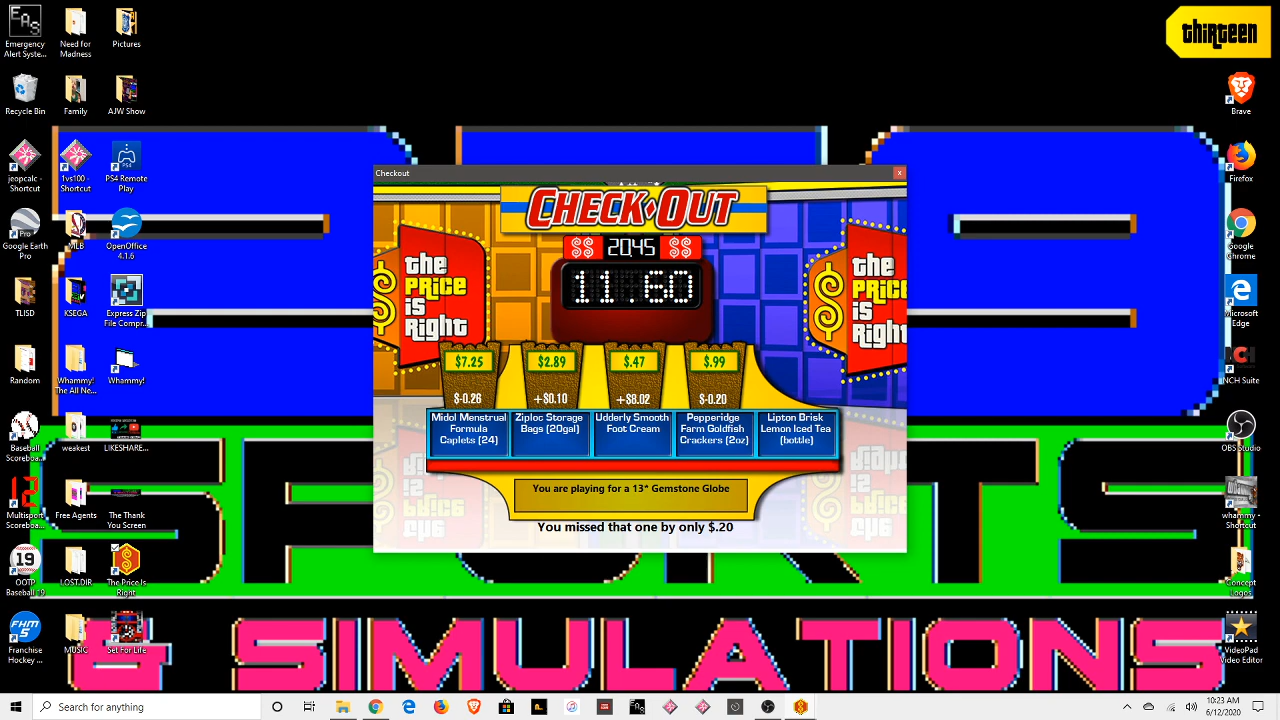 Emergency
Alert Syste...
Need for
Madness
Pictures
thirteen
Recycle Bin
Family
AJW Show
Brave
jeopcalc -
Shortcut
1vs100 -
Shortcut
PS4 Remote
Play
Firefox
Checkout
x
CHECK OUT
$$ 2045 $$
11.60
the
PRICE
is
Right
the
PRICE
is
Right
Google Earth
Pro
MLB
OpenOffice
4.1.6
Google
Chrome
TLISD
KSEGA
Express Zip
File Compr...
Microsoft
Edge
$7.25
$2.89
$.47
$.99
$-0.26
+$0.10
+$8.02
$-0.20
Midol Menstrual
Formula
Caplets (24)
Ziploc Storage
Bags (20gal)
Udderly Smooth
Foot Cream
Pepperidge
Farm Goldfish
Crackers (2oz)
Lipton Brisk
Lemon Iced Tea
(bottle)
You are playing for a 13* Gemstone Globe
You missed that one by only $.20
Random
Whammy!
The All Ne...
Whammy!
NCH Suite
Baseball
Scoreboa...
weakest
LIKESHARE...
OBS Studio
Multisport
Scoreboa...
Free Agents
The Thank
You Screen
whammy -
Shortcut
OOTP
Baseball 19
LOST.DIR
The Price Is
Right
Concept
Logos
Franchise
Hockey ...
MUSIC
Set For Life
VideoPad
Video Editor
SPORTS
& SIMULATIONS
Search for anything
10:23 AM
6/12/2020